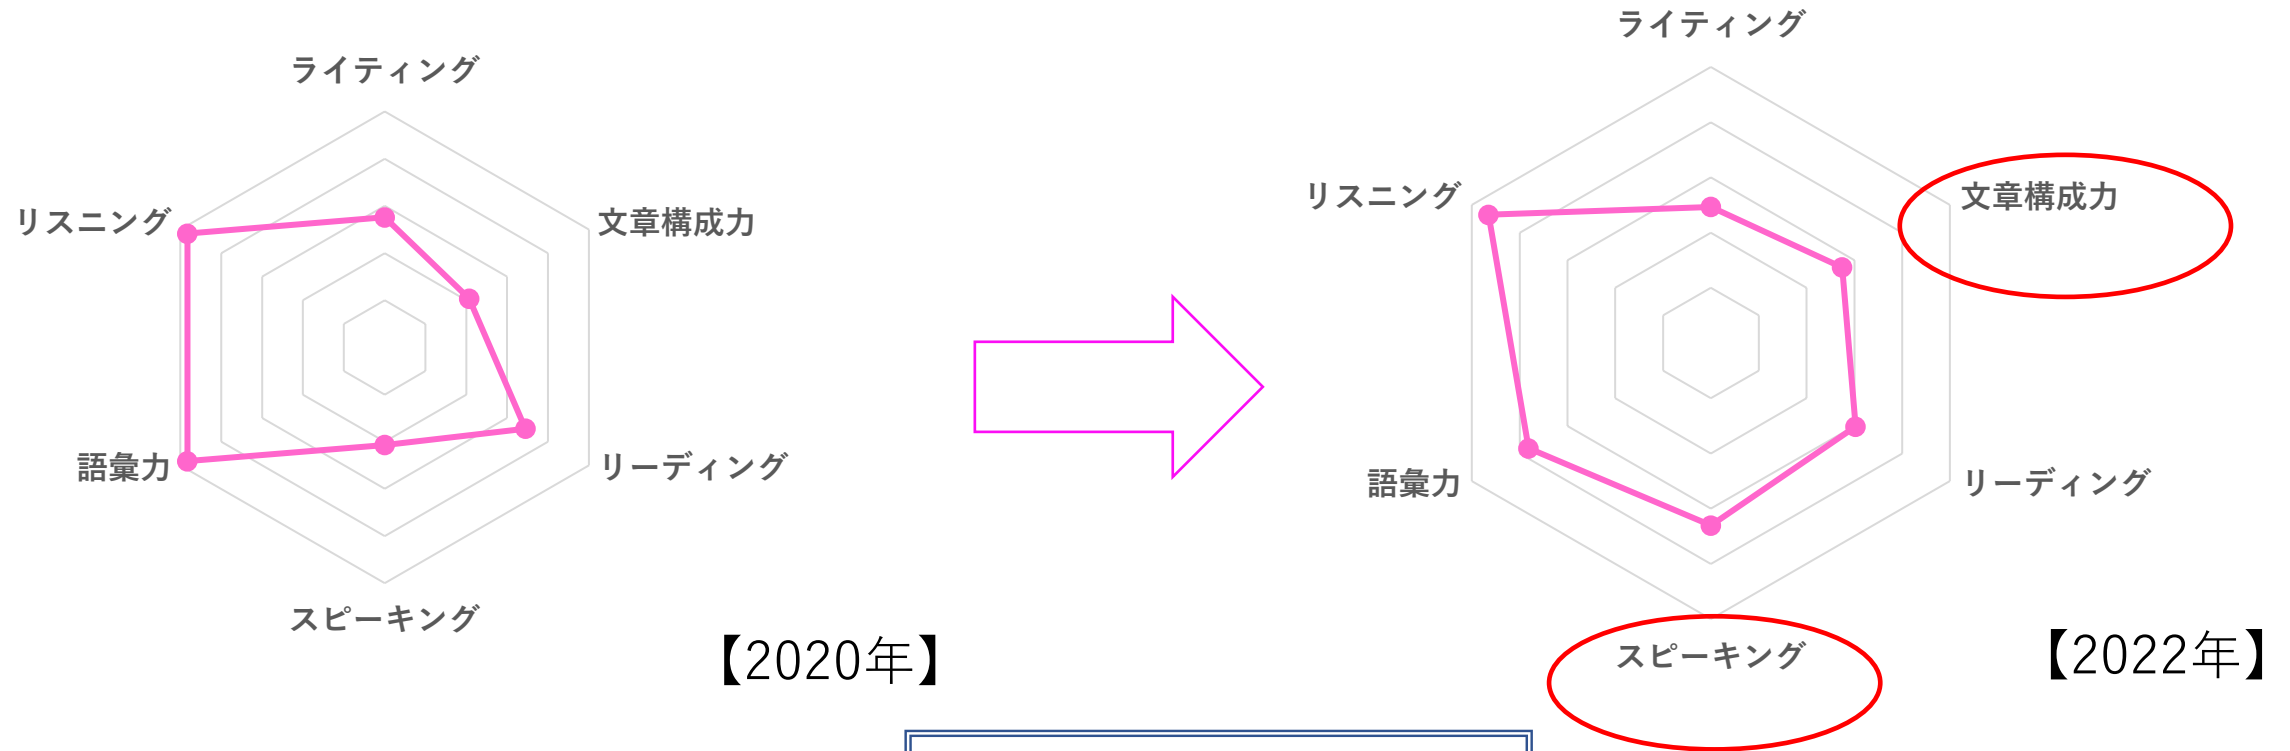 ライティング
文章構成力
リーディング
スピーキング
語彙力
リスニング
【2020年】
ライティング
文章構成力
リーディング
スピーキング
語彙力
リスニング
【2022年】